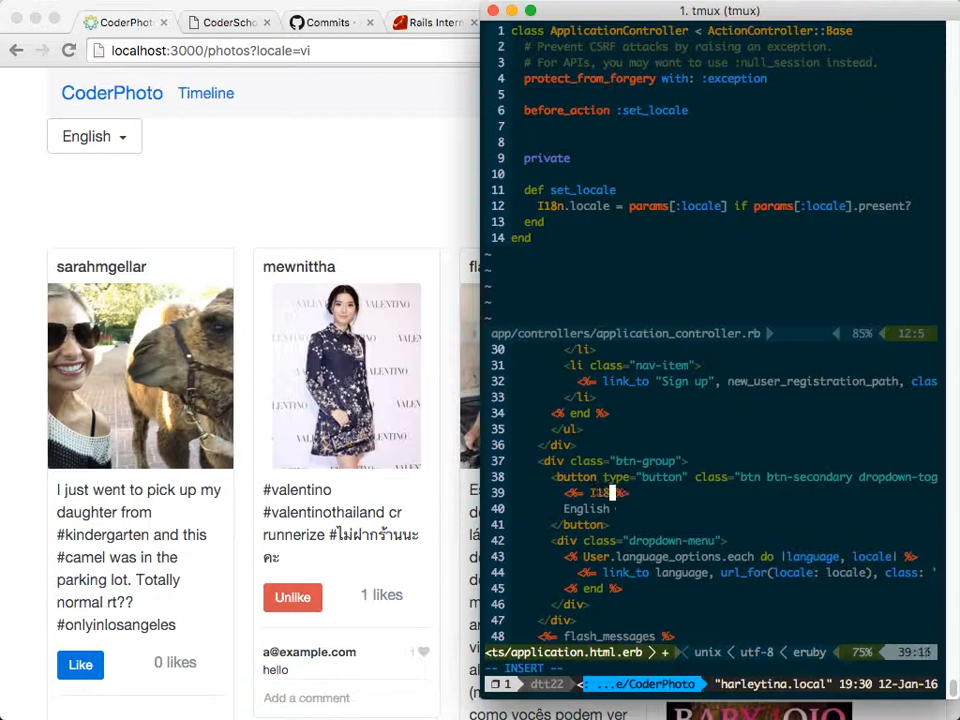 CoderPhoto
CoderScho
Commits ·
Rails Intern
localhost:3000/photos?locale=vi
CoderPhoto
Timeline
English
sarahmgellar
I just went to pick up my
daughter from
#kindergarten and this
#camel was in the
parking lot. Totally
normal rt??
#onlyinlosangeles
Like
0 likes
mewnittha
VALENTINO
#valentino
#valentinothailand cr
runnerize #ไม่ฝากร้านนะ
คะ
Unlike
1 likes
a@example.com
1
hello
Add a comment
como vocês podem ver
1. tmux (tmux)
1 class ApplicationController < ActionController::Base
2 # Prevent CSRF attacks by raising an exception.
3 # For APIs, you may want to use :null_session instead.
4 protect_from_forgery with: :exception
5
6 before_action :set_locale
7
8
9 private
10
11 def set_locale
12 I18n.locale = params[:locale] if params[:locale].present?
13 end
14 end
~
~
~
~
~
app/controllers/application_controller.rb 85% 12:5
30 </li>
31 <li class="nav-item">
32 <%= link_to "Sign up", new_user_registration_path, clas
33 </li>
34 <% end %>
35 </ul>
36 </div>
37 <div class="btn-group">
38 <button type="button" class="btn btn-secondary dropdown-tog
39 <%= I18 %>
40 English
41 </button>
42 <div class="dropdown-menu">
43 <% User.language_options.each do |language, locale| %>
44 <%= link_to language, url_for(locale: locale), class: '
45 <% end %>
46 </div>
47 </div>
48 <%= flash_messages %>
<ts/application.html.erb + unix < utf-8 < eruby 75% 39:13
-- INSERT --
1 dtt22 <: ...e/CoderPhoto "harleytina.local" 19:30 12-Jan-16